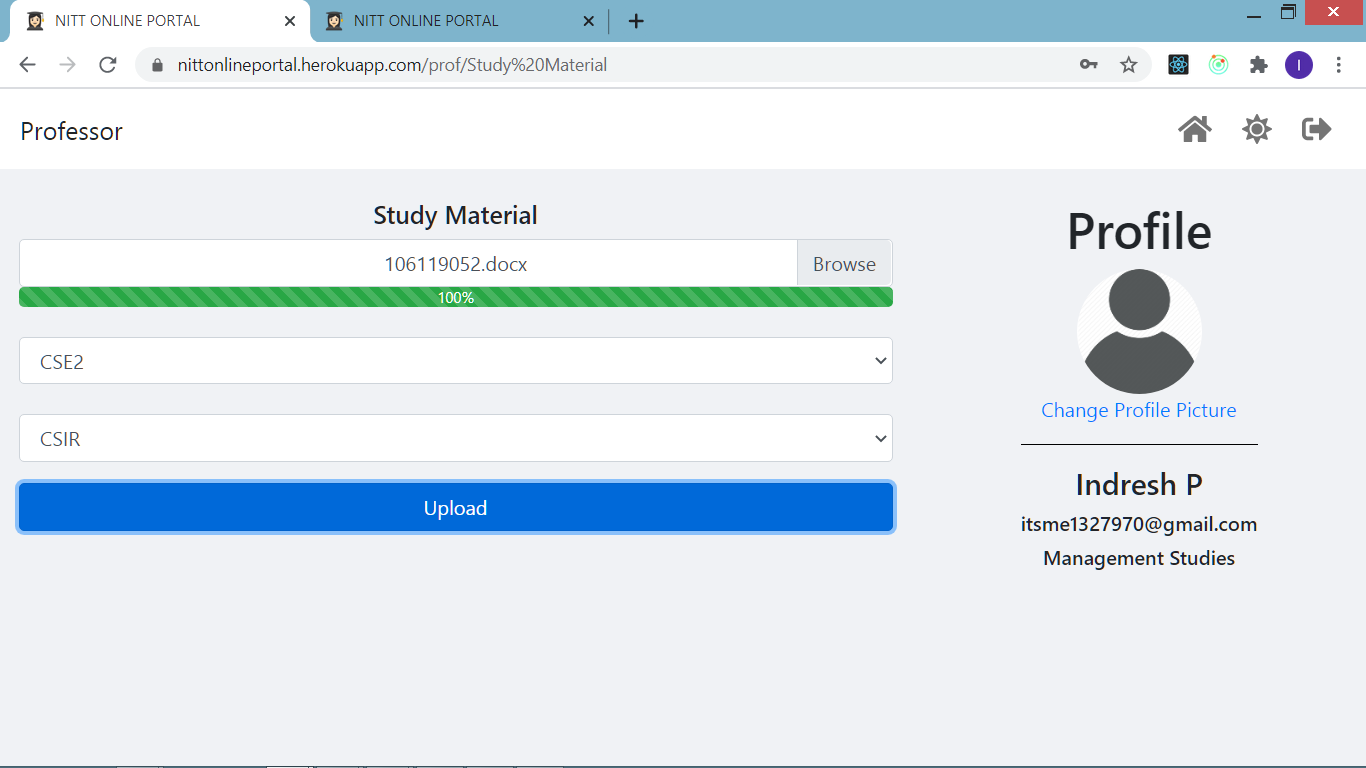 NITT ONLINE PORTAL
NITT ONLINE PORTAL
nittonlineportal.herokuapp.com/prof/Study%20Material
I
Professor
Study Material
106119052.docx
Browse
100%
CSE2
CSIR
Upload
Profile
Change Profile Picture
Indresh P
itsme1327970@gmail.com
Management Studies